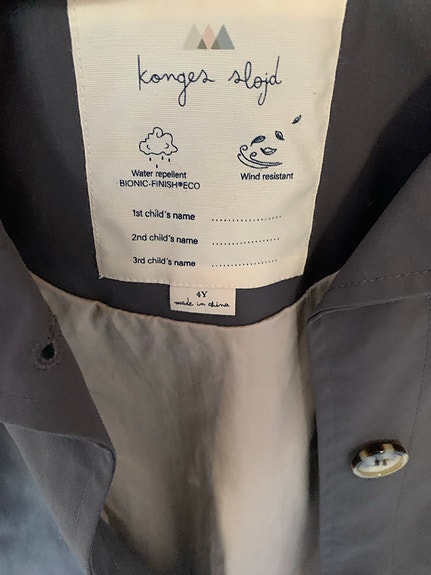 konges sløjd
Water repellent
BIONIC-FINISH®ECO
Wind resistant
1st child's name ................
2nd child's name ................
3rd child's name ................
4Y
made in china